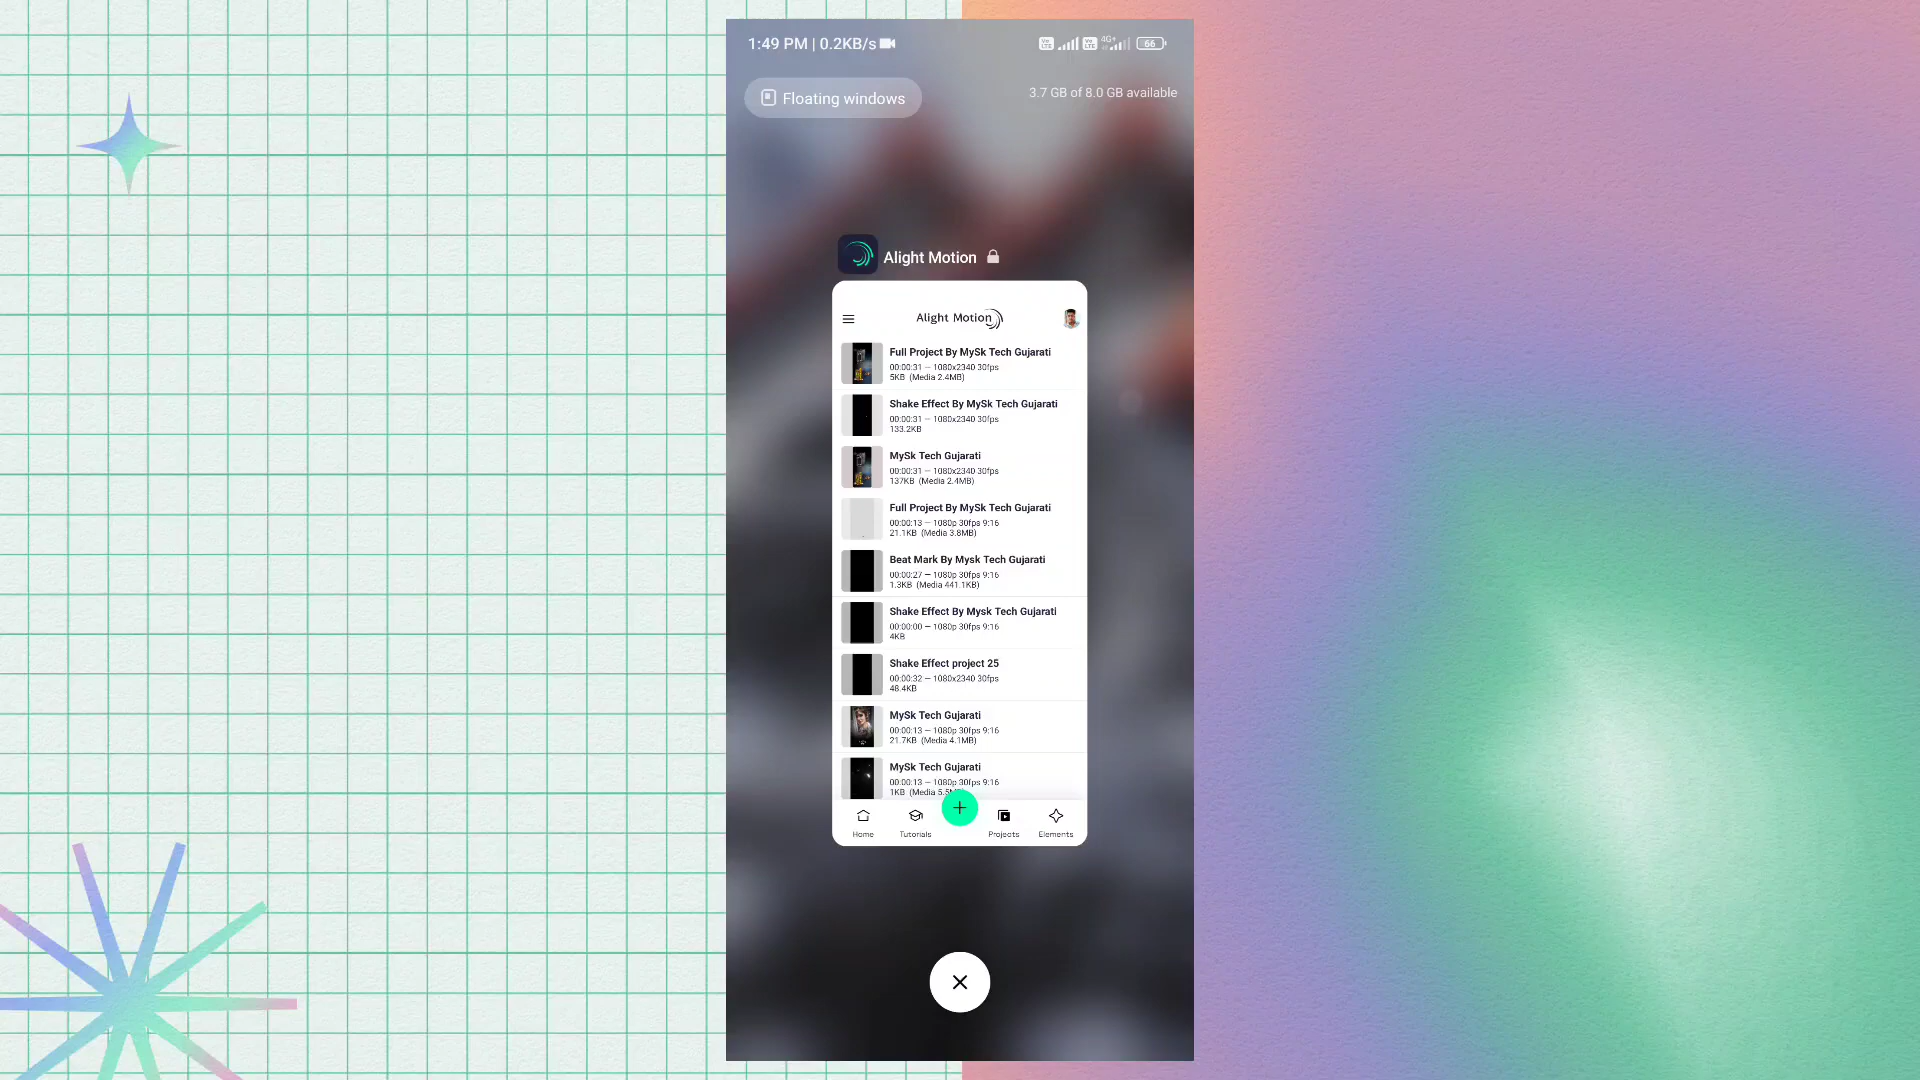 1:49 PM | 0.2KB/s
4G+
66
Floating windows
3.7 GB of 8.0 GB available
Alight Motion
Alight Motion
Full Project By MySk Tech Gujarati
00:00:31 — 1080x2340 30fps
5KB (Media 2.4MB)
Shake Effect By MySk Tech Gujarati
00:00:31 — 1080x2340 30fps
133.2KB
MySk Tech Gujarati
00:00:31 — 1080x2340 30fps
137KB (Media 2.4MB)
Full Project By MySk Tech Gujarati
00:00:13 — 1080p 30fps 9:16
21.1KB (Media 3.8MB)
Beat Mark By Mysk Tech Gujarati
00:00:27 — 1080p 30fps 9:16
1.3KB (Media 441.1KB)
Shake Effect By Mysk Tech Gujarati
00:00:00 — 1080p 30fps 9:16
4KB
Shake Effect project 25
00:00:32 — 1080x2340 30fps
48.4KB
MySk Tech Gujarati
00:00:13 — 1080p 30fps 9:16
21.7KB (Media 4.1MB)
MySk Tech Gujarati
00:00:13 — 1080p 30fps 9:16
1KB (Media
Home
Tutorials
Projects
Elements